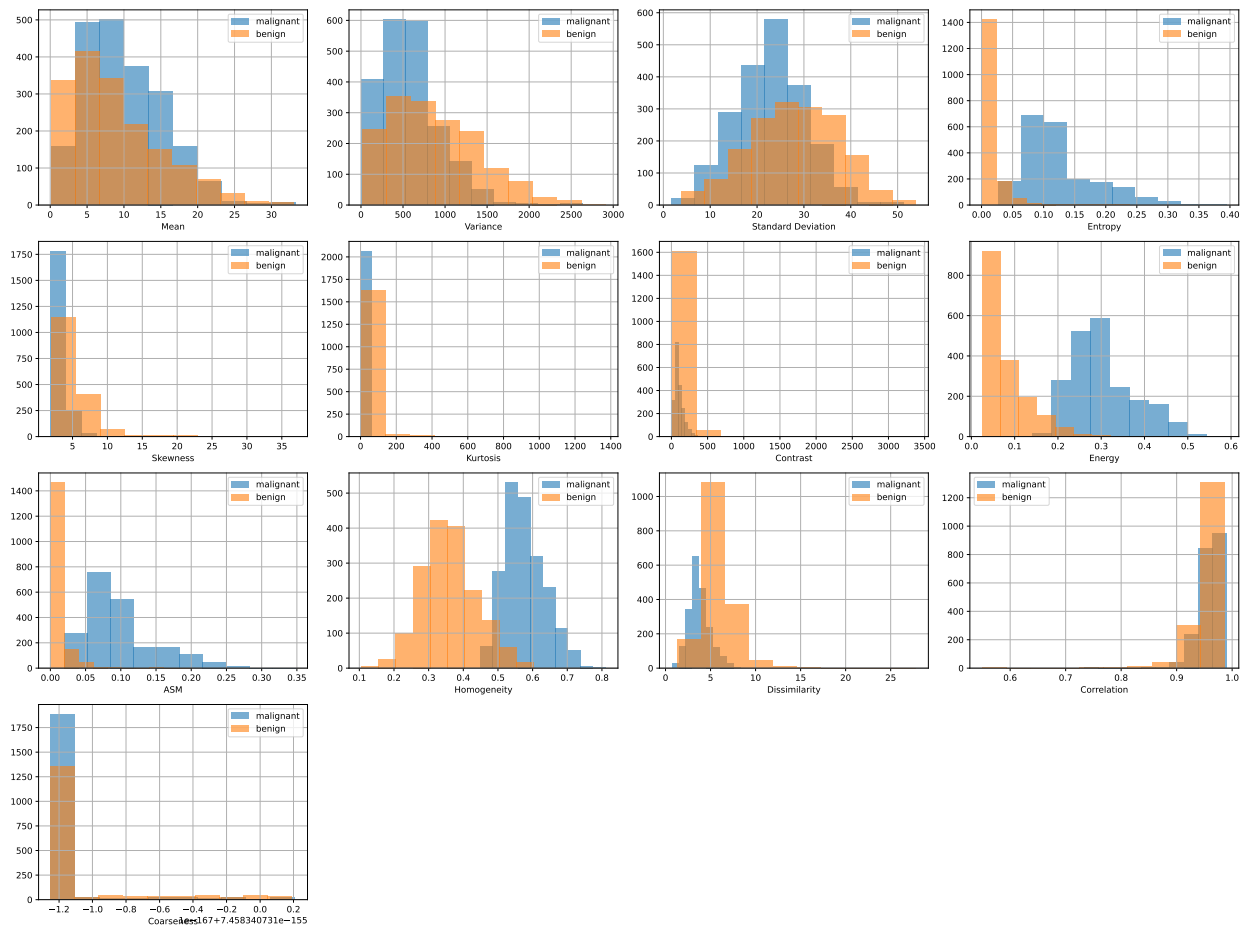 500
400
300
200
100
0
malignant
benign
0 5 10 15 20 25 30
Mean
600
500
400
300
200
100
0
malignant
benign
0 500 1000 1500 2000 2500 3000
Variance
600
500
400
300
200
100
0
malignant
benign
0 10 20 30 40 50
Standard Deviation
1400
1200
1000
800
600
400
200
0
malignant
benign
0.00 0.05 0.10 0.15 0.20 0.25 0.30 0.35 0.40
Entropy
1750
1500
1250
1000
750
500
250
0
malignant
benign
5 10 15 20 25 30 35
Skewness
2000
1750
1500
1250
1000
750
500
250
0
malignant
benign
0 200 400 600 800 1000 1200 1400
Kurtosis
1600
1400
1200
1000
800
600
400
200
0
malignant
benign
0 500 1000 1500 2000 2500 3000 3500
Contrast
800
600
400
200
0
malignant
benign
0.0 0.1 0.2 0.3 0.4 0.5 0.6
Energy
1400
1200
1000
800
600
400
200
0
malignant
benign
0.00 0.05 0.10 0.15 0.20 0.25 0.30 0.35
ASM
500
400
300
200
100
0
malignant
benign
0.1 0.2 0.3 0.4 0.5 0.6 0.7 0.8
Homogeneity
1000
800
600
400
200
0
malignant
benign
0 5 10 15 20 25
Dissimilarity
1200
1000
800
600
400
200
0
malignant
benign
0.6 0.7 0.8 0.9 1.0
Correlation
1750
1500
1250
1000
750
500
250
0
malignant
benign
−1.2 −1.0 −0.8 −0.6 −0.4 −0.2 0.0 0.2
Coarseness
1e−167+7.458340731e−155